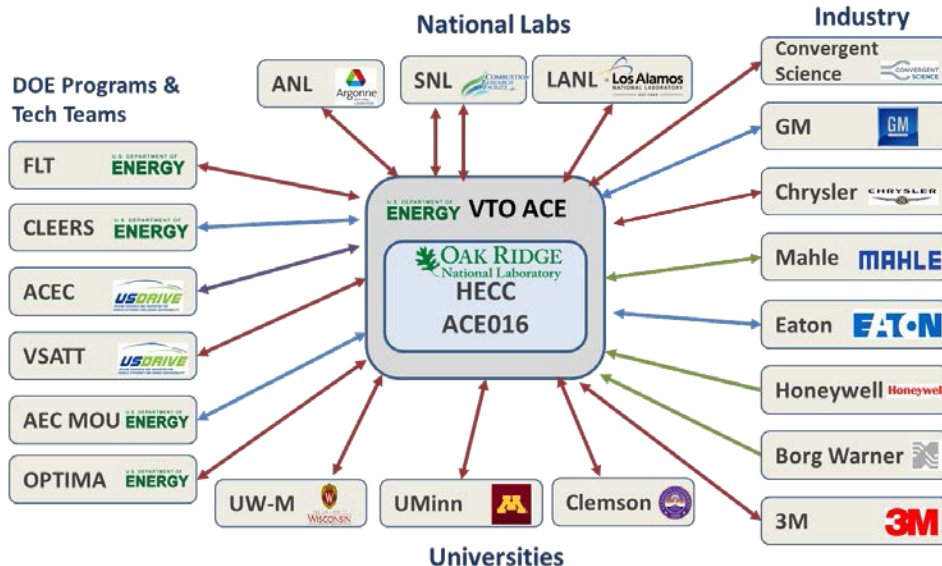 National Labs
Industry
DOE Programs &
Tech Teams
ANL
Argonne
SNL
COMBUSTION
RESEARCH
FACILITY
LANL
Los Alamos
NATIONAL LABORATORY
Convergent
Science
CONVERGENT
SCIENCE
GM
GM
Chrysler
CHRYSLER
Mahle
MAHLE
Eaton
EATON
Honeywell
Honeywell
Borg Warner
3M
3M
FLT
U.S. DEPARTMENT OF
ENERGY
CLEERS
U.S. DEPARTMENT OF
ENERGY
ACEC
USDRIVE
VSATT
USDRIVE
AEC MOU
U.S. DEPARTMENT OF
ENERGY
OPTIMA
U.S. DEPARTMENT OF
ENERGY
U.S. DEPARTMENT OF
ENERGY VTO ACE
OAK RIDGE
National Laboratory
HECC
ACE016
UW-M
WISCONSIN
UMinn
M
Clemson
Universities